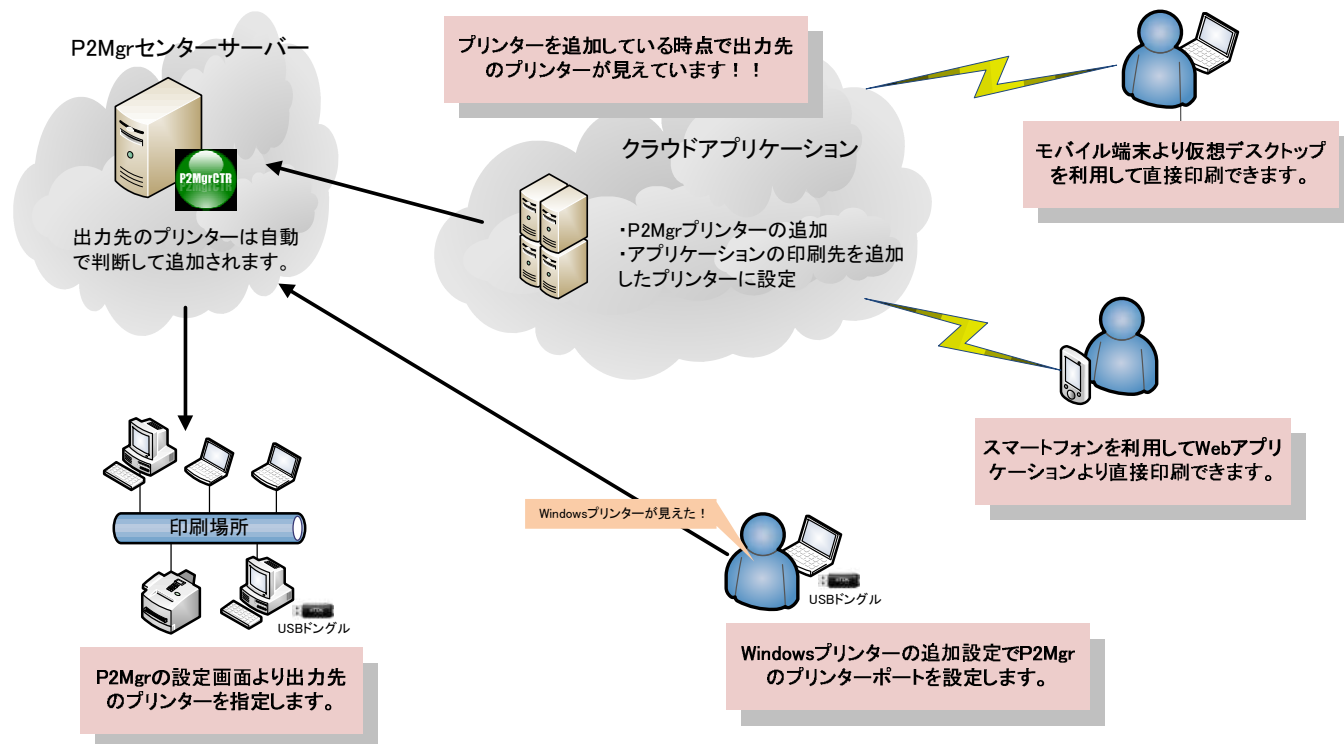 P2Mgrセンターサーバー
P2MgrCTR
出力先のプリンターは自動
で判断して追加されます。
プリンターを追加している時点で出力先
のプリンターが見えています！！
クラウドアプリケーション
・P2Mgrプリンターの追加
・アプリケーションの印刷先を追加
したプリンターに設定
モバイル端末より仮想デスクトップ
を利用して直接印刷できます。
スマートフォンを利用してWebアプリ
ケーションより直接印刷できます。
印刷場所
USBドングル
P2Mgrの設定画面より出力先
のプリンターを指定します。
Windowsプリンターが見えた！
USBドングル
Windowsプリンターの追加設定でP2Mgr
のプリンターポートを設定します。